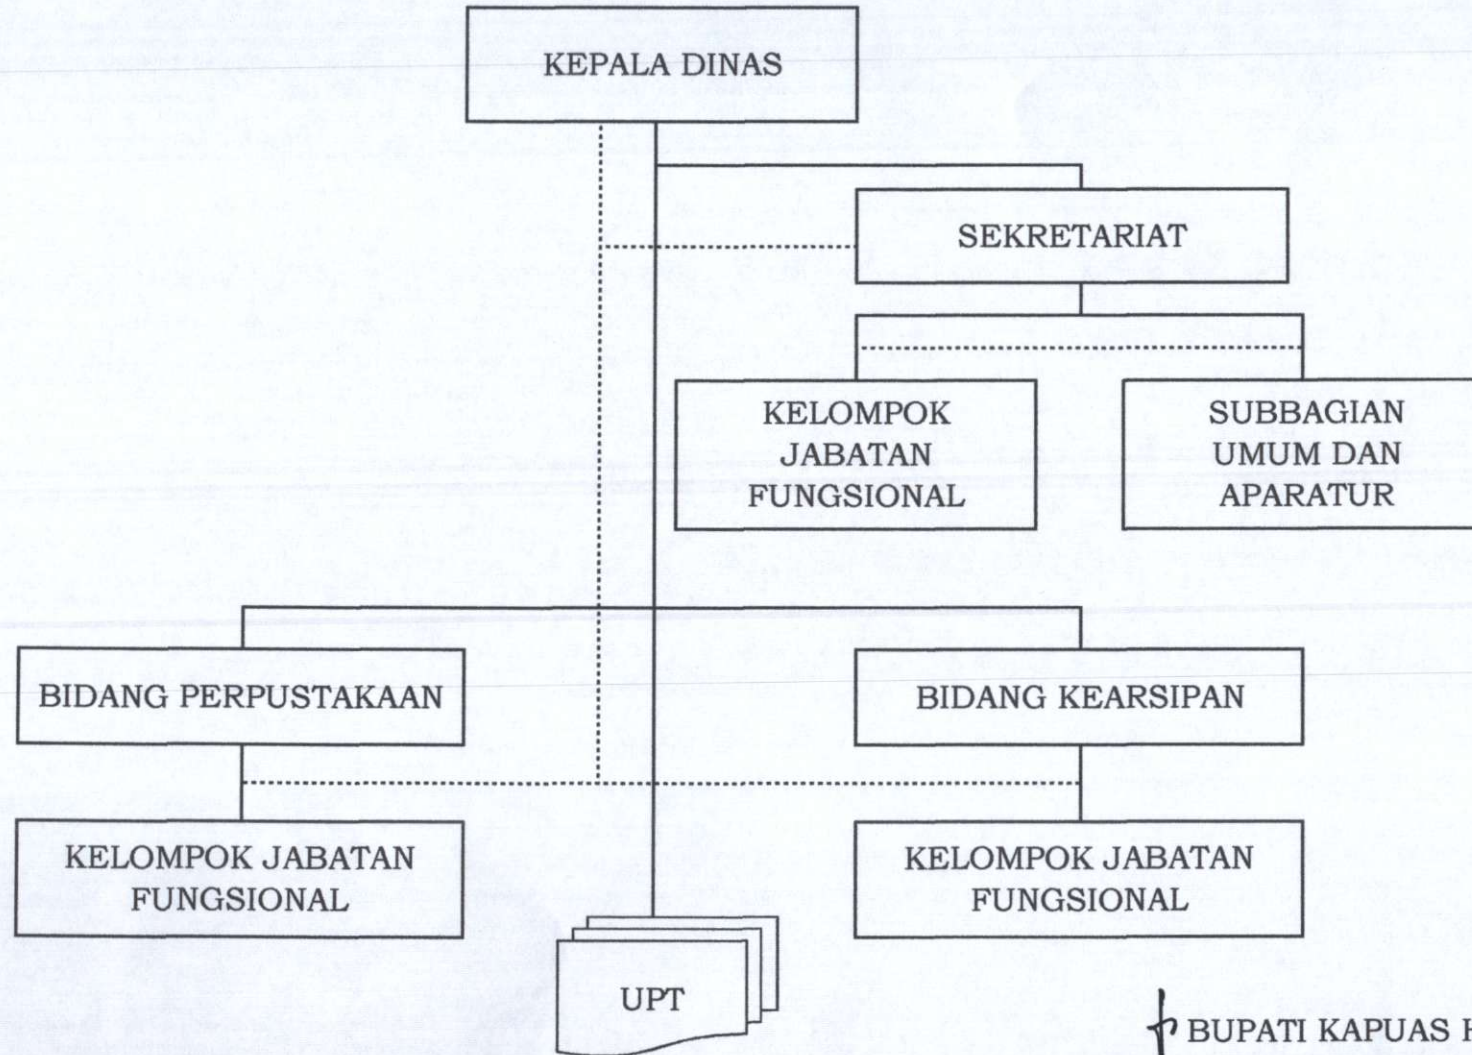 KEPALA DINAS
SEKRETARIAT
KELOMPOK
JABATAN
FUNGSIONAL
SUBBAGIAN
UMUM DAN
APARATUR
BIDANG PERPUSTAKAAN
BIDANG KEARSIPAN
KELOMPOK JABATAN
FUNGSIONAL
KELOMPOK JABATAN
FUNGSIONAL
UPT
BUPATI KAPUAS H